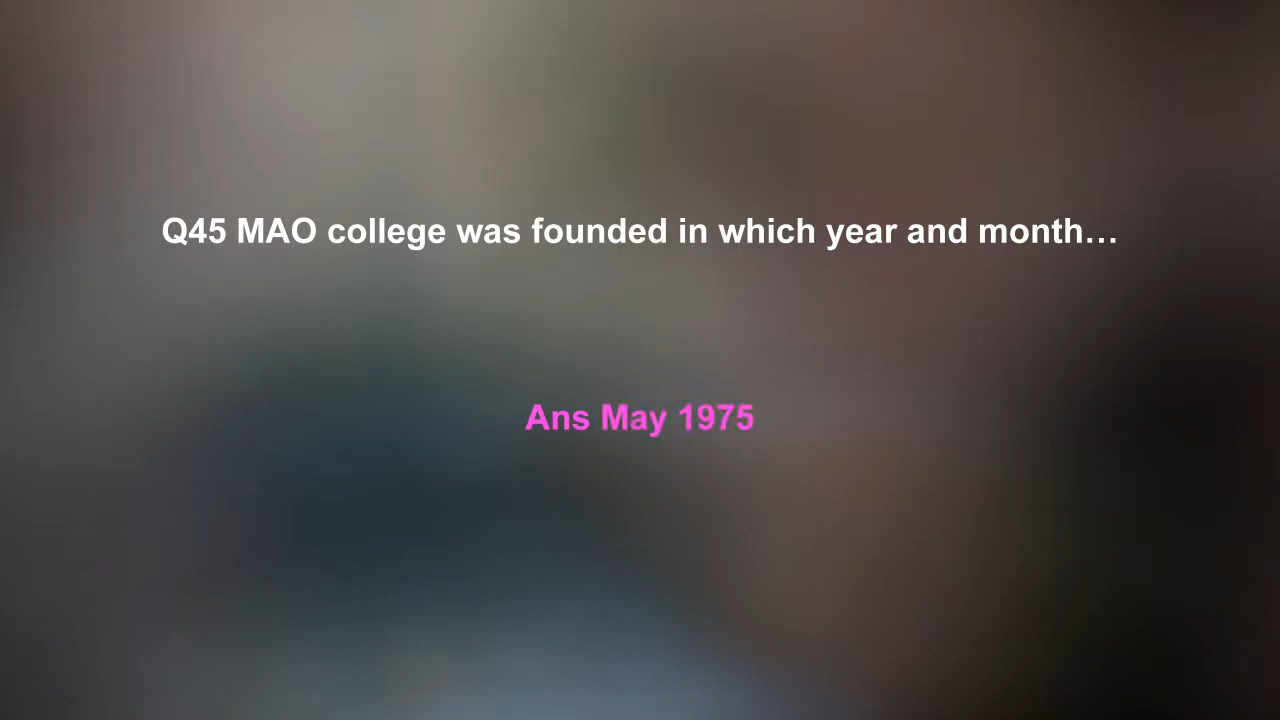 Q45 MAO college was founded in which year and month…
Ans May 1975